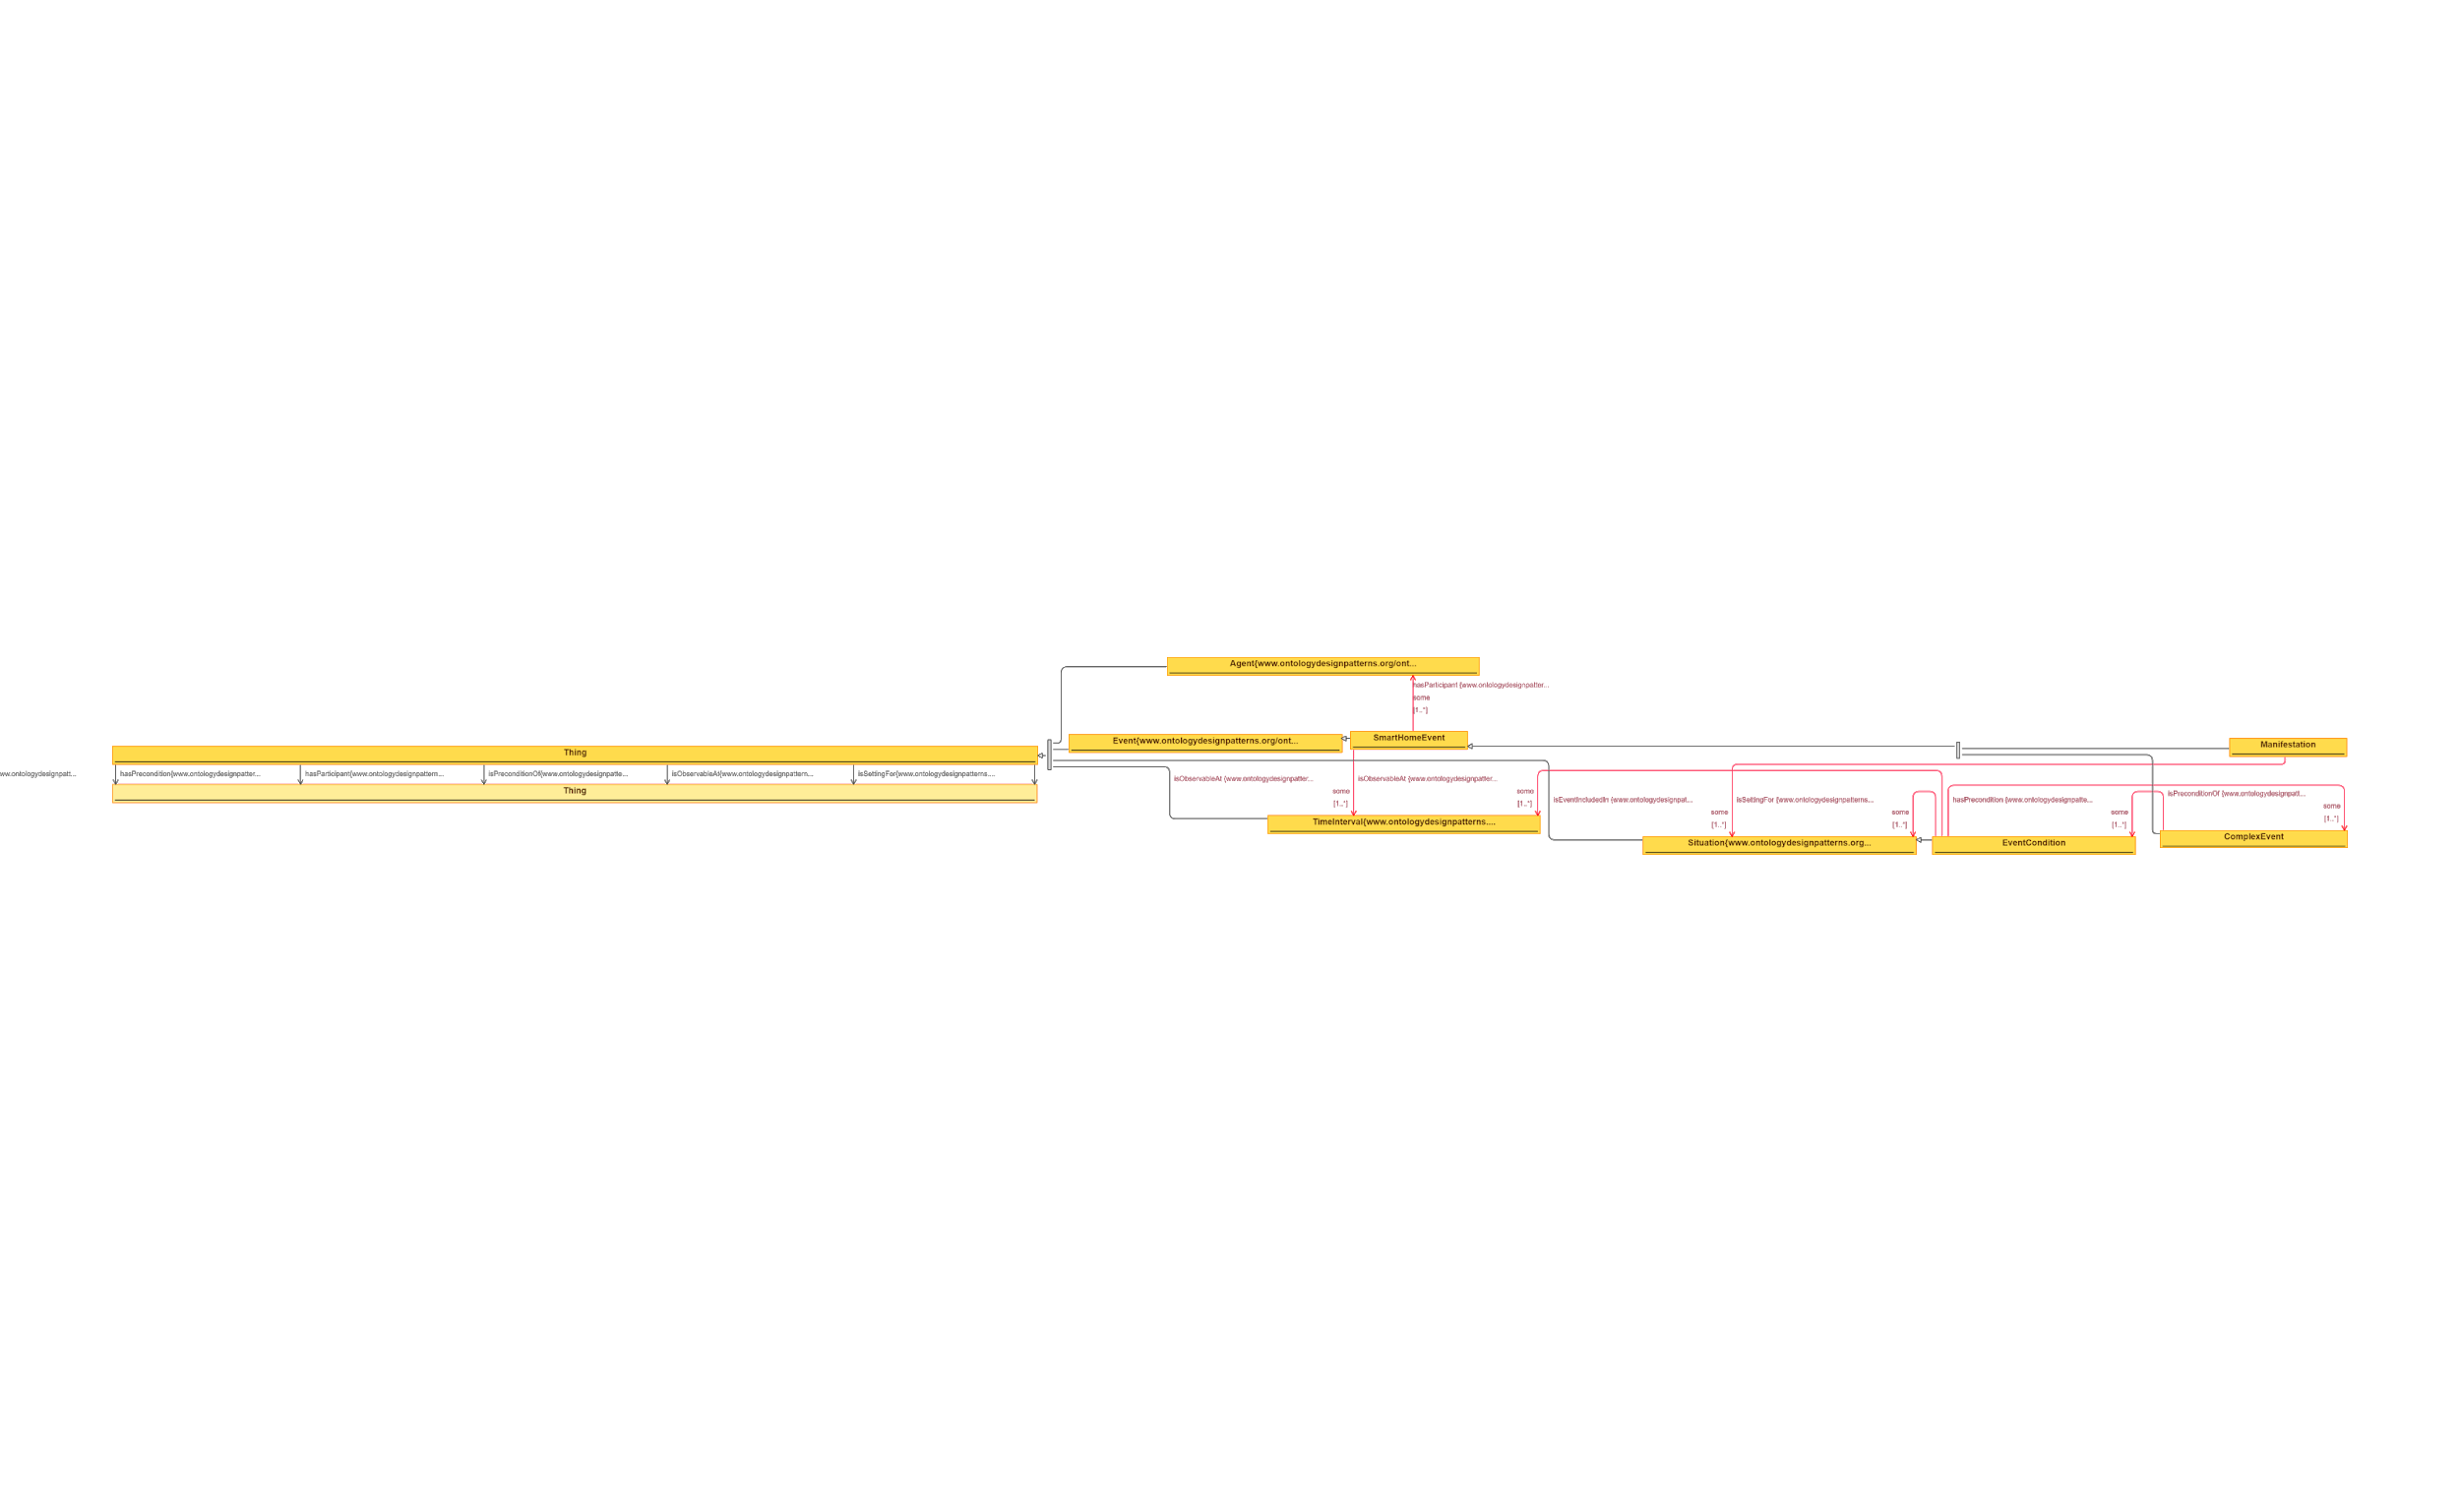 Agent{www.ontologydesignpatterns.org/ont...
hasParticipant {www.ontologydesignpatter...
some
[1..*]
Event{www.ontologydesignpatterns.org/ont...
SmartHomeEvent
Manifestation
Thing
ww.ontologydesignpatt...
hasPrecondition{www.ontologydesignpatter...
hasParticipant{www.ontologydesignpattern...
isPreconditionOf{www.ontologydesignpatte...
isObservableAt{www.ontologydesignpattern...
isSettingFor{www.ontologydesignpatterns....
Thing
isObservableAt {www.ontologydesignpatter...
some
[1..*]
isObservableAt {www.ontologydesignpatter...
some
[1..*]
isEventIncludedIn {www.ontologydesignpat...
some
[1..*]
isSettingFor {www.ontologydesignpatterns...
some
[1..*]
hasPrecondition {www.ontologydesignpatte...
some
[1..*]
isPreconditionOf {www.ontologydesignpatt...
some
[1..*]
TimeInterval{www.ontologydesignpatterns....
Situation{www.ontologydesignpatterns.org...
EventCondition
ComplexEvent